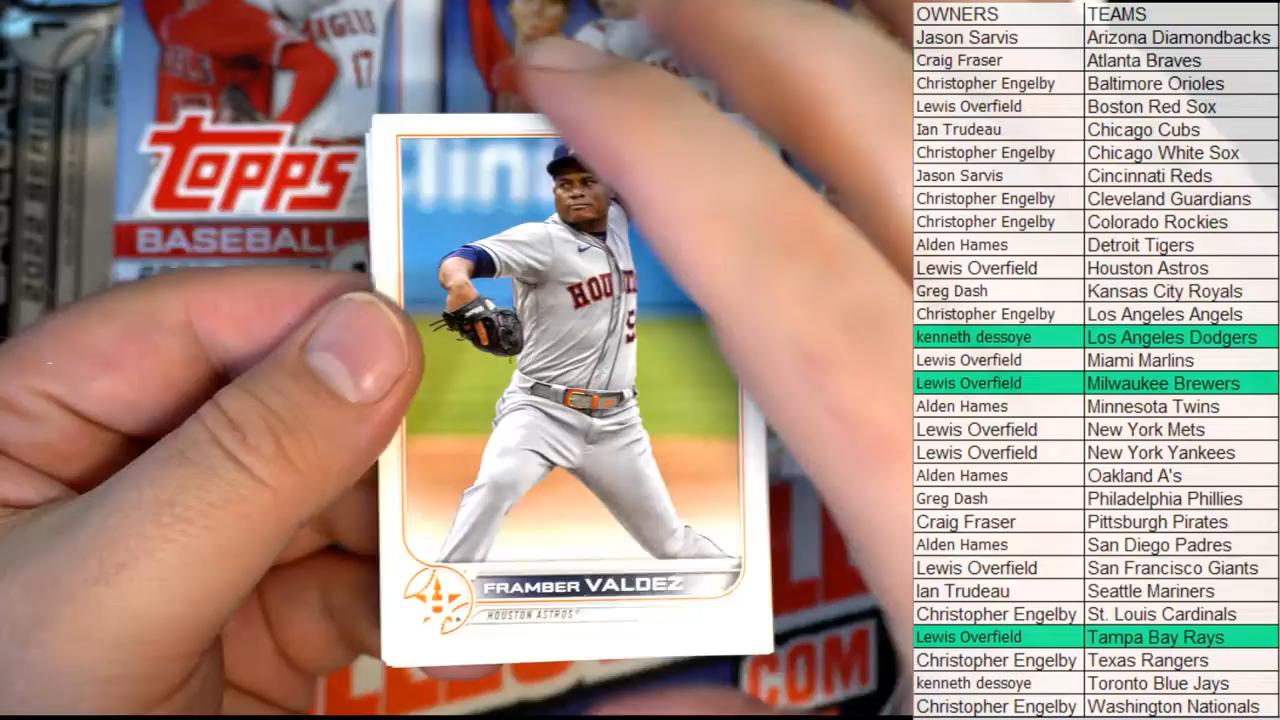 17
Topps
BASEBALL
HOU
5
FRAMBER VALDEZ
HOUSTON ASTROS
COM
OWNERS TEAMS
Jason Sarvis Arizona Diamondbacks
Craig Fraser Atlanta Braves
Christopher Engelby Baltimore Orioles
Lewis Overfield Boston Red Sox
Ian Trudeau Chicago Cubs
Christopher Engelby Chicago White Sox
Jason Sarvis Cincinnati Reds
Christopher Engelby Cleveland Guardians
Christopher Engelby Colorado Rockies
Alden Hames Detroit Tigers
Lewis Overfield Houston Astros
Greg Dash Kansas City Royals
Christopher Engelby Los Angeles Angels
kenneth dessoye Los Angeles Dodgers
Lewis Overfield Miami Marlins
Lewis Overfield Milwaukee Brewers
Alden Hames Minnesota Twins
Lewis Overfield New York Mets
Lewis Overfield New York Yankees
Alden Hames Oakland A's
Greg Dash Philadelphia Phillies
Craig Fraser Pittsburgh Pirates
Alden Hames San Diego Padres
Lewis Overfield San Francisco Giants
Ian Trudeau Seattle Mariners
Christopher Engelby St. Louis Cardinals
Lewis Overfield Tampa Bay Rays
Christopher Engelby Texas Rangers
kenneth dessoye Toronto Blue Jays
Christopher Engelby Washington Nationals